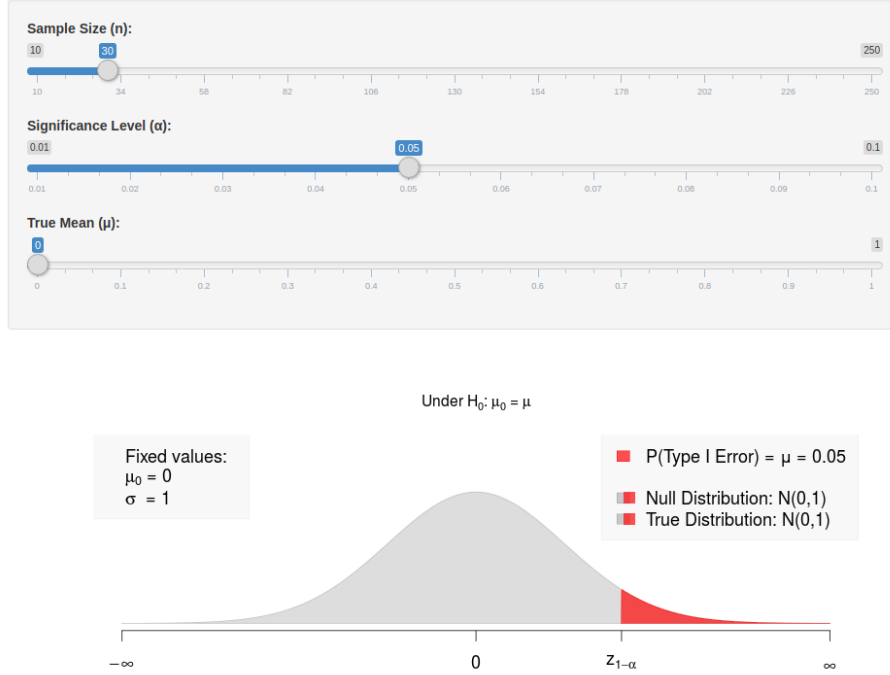 Sample Size (n):
10 30 250
10 34 58 82 106 130 154 178 202 226 250
Significance Level (α):
0.01 0.05 0.1
0.01 0.02 0.03 0.04 0.05 0.06 0.07 0.08 0.09 0.1
True Mean (μ):
0 1
0 0.1 0.2 0.3 0.4 0.5 0.6 0.7 0.8 0.9 1
Under H₀: μ₀ = μ
Fixed values:
μ₀ = 0
σ = 1
P(Type I Error) = μ = 0.05
Null Distribution: N(0,1)
True Distribution: N(0,1)
−∞ 0 z₁₋α ∞